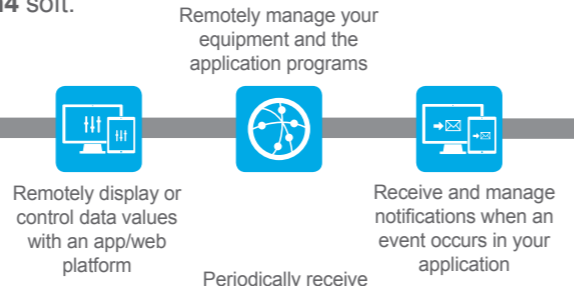 4 soft.
Remotely manage your
equipment and the
application programs
Remotely display or
control data values
with an app/web
platform
Receive and manage
notifications when an
event occurs in your
application
Periodically receive